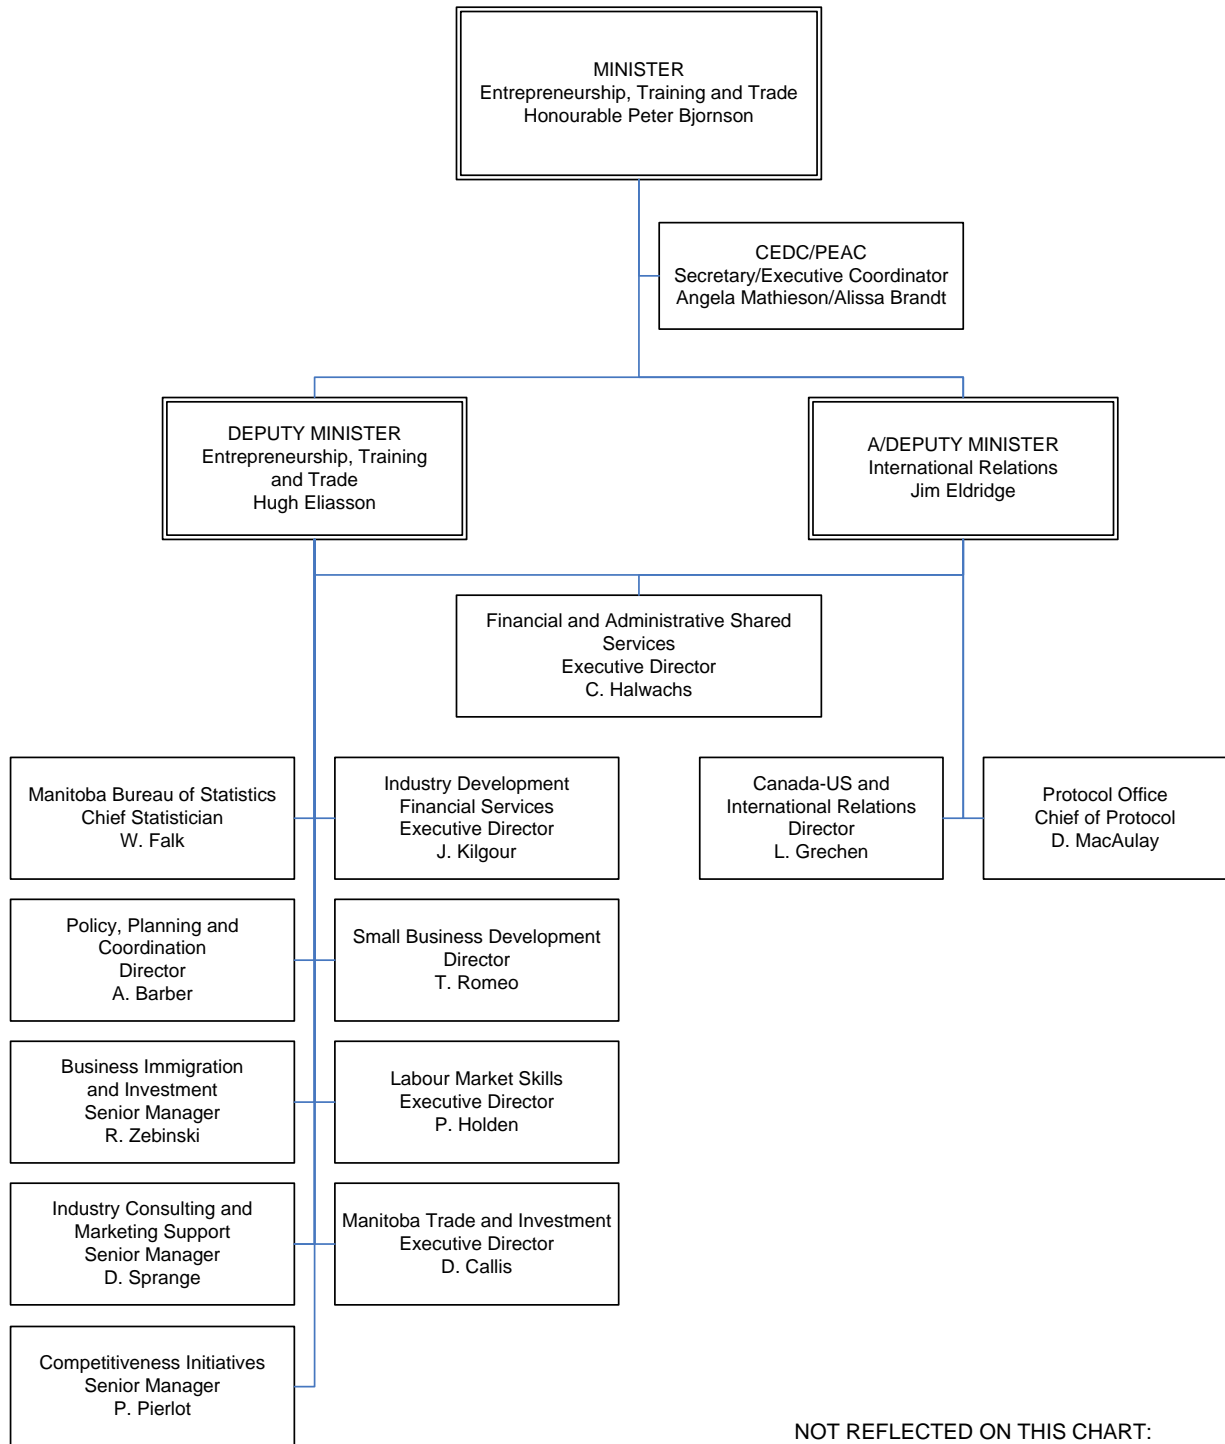 MINISTER
Entrepreneurship, Training and Trade
Honourable Peter Bjornson
CEDC/PEAC
Secretary/Executive Coordinator
Angela Mathieson/Alissa Brandt
DEPUTY MINISTER
Entrepreneurship, Training
and Trade
Hugh Eliasson
A/DEPUTY MINISTER
International Relations
Jim Eldridge
Financial and Administrative Shared
Services
Executive Director
C. Halwachs
Manitoba Bureau of Statistics
Chief Statistician
W. Falk
Industry Development
Financial Services
Executive Director
J. Kilgour
Canada-US and
International Relations
Director
L. Grechen
Protocol Office
Chief of Protocol
D. MacAulay
Policy, Planning and
Coordination
Director
A. Barber
Small Business Development
Director
T. Romeo
Business Immigration
and Investment
Senior Manager
R. Zebinski
Labour Market Skills
Executive Director
P. Holden
Industry Consulting and
Marketing Support
Senior Manager
D. Sprange
Manitoba Trade and Investment
Executive Director
D. Callis
Competitiveness Initiatives
Senior Manager
P. Pierlot
NOT REFLECTED ON THIS CHART: